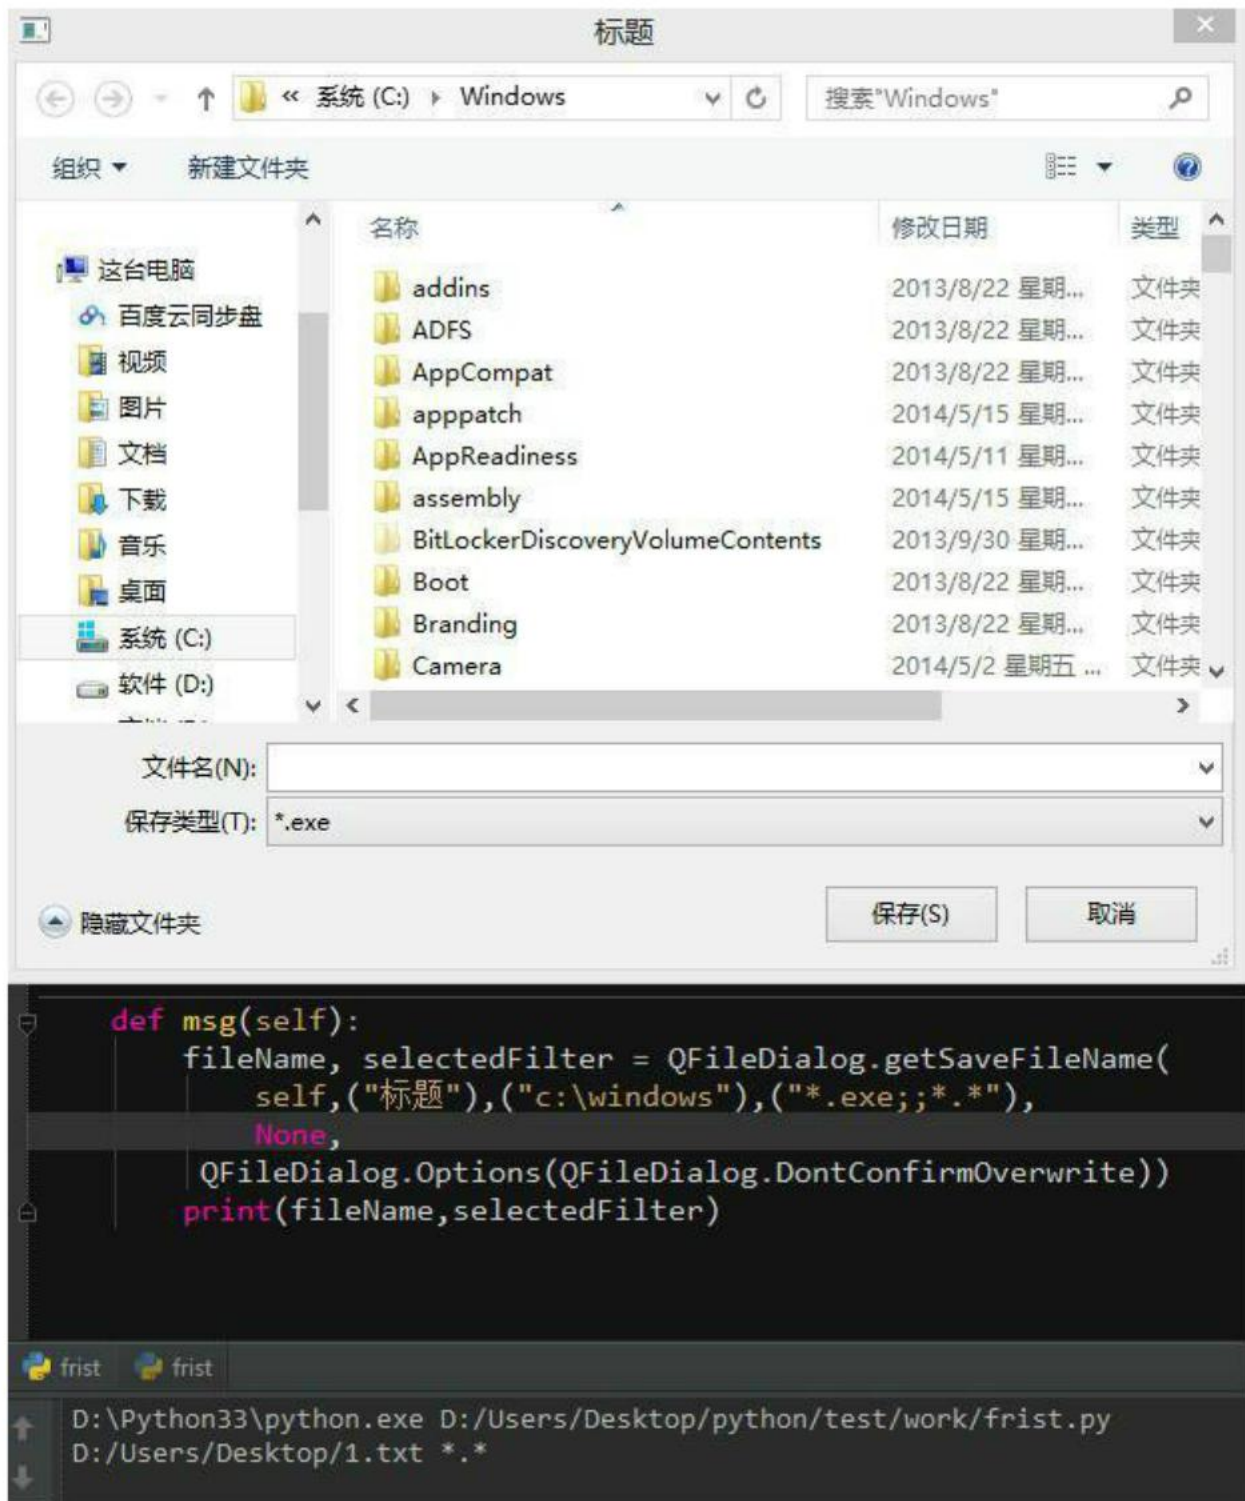 标题
« 系统 (C:) Windows 搜索"Windows"
组织 新建文件夹
名称 修改日期 类型
这台电脑
百度云同步盘
视频
图片
文档
下载
音乐
桌面
系统 (C:)
软件 (D:)
addins 2013/8/22 星期... 文件夹
ADFS 2013/8/22 星期... 文件夹
AppCompat 2013/8/22 星期... 文件夹
apppatch 2014/5/15 星期... 文件夹
AppReadiness 2014/5/11 星期... 文件夹
assembly 2014/5/15 星期... 文件夹
BitLockerDiscoveryVolumeContents 2013/9/30 星期... 文件夹
Boot 2013/8/22 星期... 文件夹
Branding 2013/8/22 星期... 文件夹
Camera 2014/5/2 星期五 ... 文件夹
文件名(N):
保存类型(T): *.exe
隐藏文件夹 保存(S) 取消
def msg(self):
fileName, selectedFilter = QFileDialog.getSaveFileName(
self,("标题"),("c:\windows"),("*.exe;;*.*"),
None,
QFileDialog.Options(QFileDialog.DontConfirmOverwrite))
print(fileName,selectedFilter)
frist frist
D:\Python33\python.exe D:/Users/Desktop/python/test/work/frist.py
D:/Users/Desktop/1.txt *.*